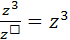 z³/z^□ = z³